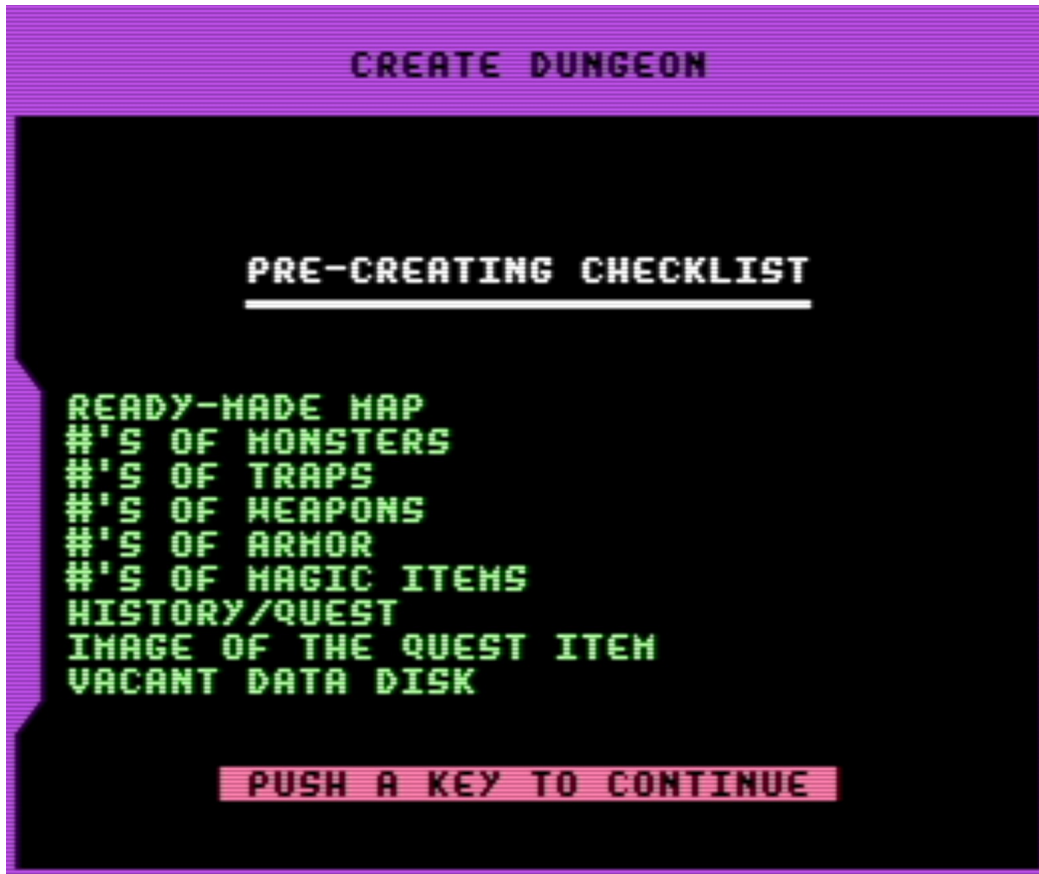 CREATE DUNGEON
PRE-CREATING CHECKLIST
READY-MADE MAP
#'S OF MONSTERS
#'S OF TRAPS
#'S OF WEAPONS
#'S OF ARMOR
#'S OF MAGIC ITEMS
HISTORY/QUEST
IMAGE OF THE QUEST ITEM
VACANT DATA DISK
PUSH A KEY TO CONTINUE